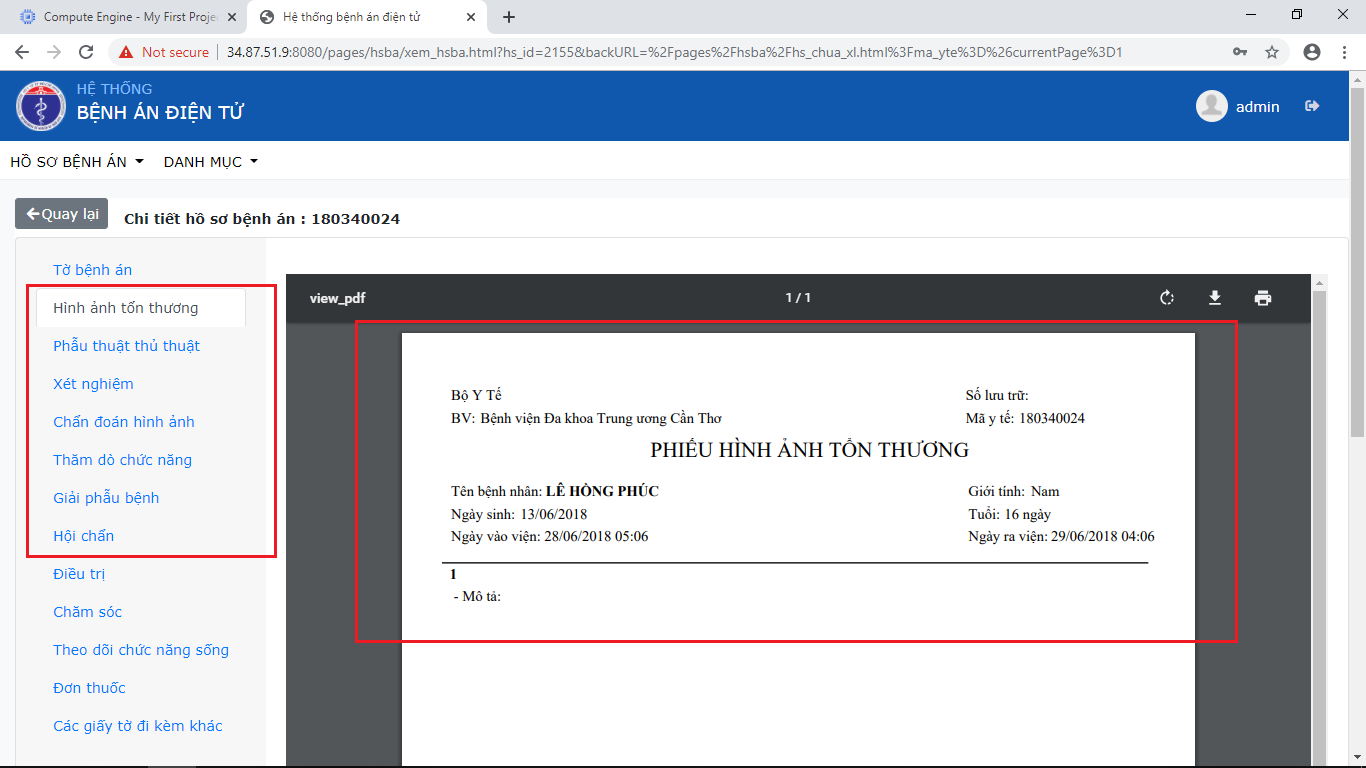 Compute Engine - My First Proje
Hệ thống bệnh án điện tử
Not secure
34.87.51.9:8080/pages/hsba/xem_hsba.html?hs_id=2155&backURL=%2Fpages%2Fhsba%2Fhs_chua_xl.html%3Fma_yte%3D%26currentPage%3D1
HỆ THỐNG
BỆNH ÁN ĐIỆN TỬ
admin
HỒ SƠ BỆNH ÁN
DANH MỤC
Quay lại
Chi tiết hồ sơ bệnh án : 180340024
Tờ bệnh án
Hình ảnh tổn thương
Phẫu thuật thủ thuật
Xét nghiệm
Chẩn đoán hình ảnh
Thăm dò chức năng
Giải phẫu bệnh
Hội chẩn
Điều trị
Chăm sóc
Theo dõi chức năng sống
Đơn thuốc
Các giấy tờ đi kèm khác
view_pdf
1 / 1
Bộ Y Tế
Số lưu trữ:
BV: Bệnh viện Đa khoa Trung ương Cần Thơ
Mã y tế: 180340024
PHIẾU HÌNH ẢNH TỔN THƯƠNG
Tên bệnh nhân: LÊ HỒNG PHÚC
Giới tính: Nam
Ngày sinh: 13/06/2018
Tuổi: 16 ngày
Ngày vào viện: 28/06/2018 05:06
Ngày ra viện: 29/06/2018 04:06
1
- Mô tả: